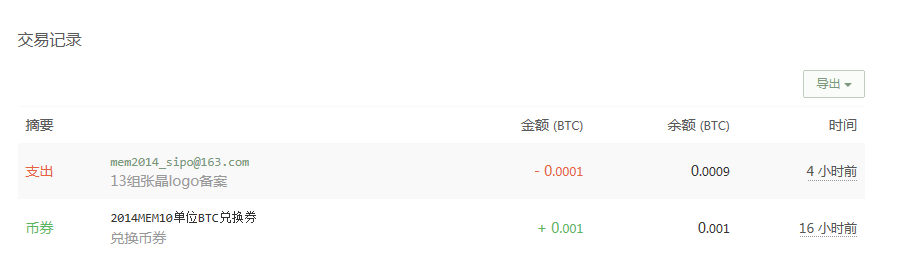 交易记录
导出
摘要 金额 (BTC) 余额 (BTC) 时间
支出 mem2014_sipo@163.com - 0.0001 0.0009 4 小时前
13组张晶logo备案
币券 2014MEM10单位BTC兑换券 + 0.001 0.001 16 小时前
兑换币券